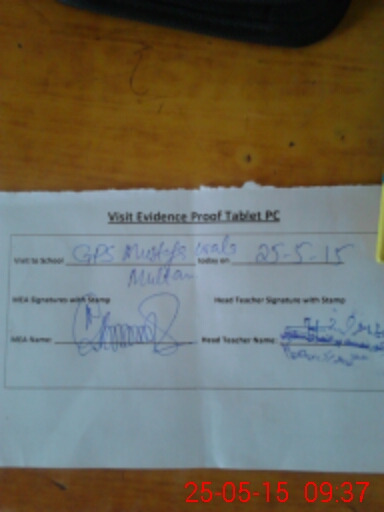 Visit Evidence Proof Tablet PC
Visit to School GPS Mustafa wala today on 25-5-15
Multan
MEA Signatures with Stamp Head Teacher Signature with Stamp
MEA Name: Head Teacher Name:
25-05-15 09:37